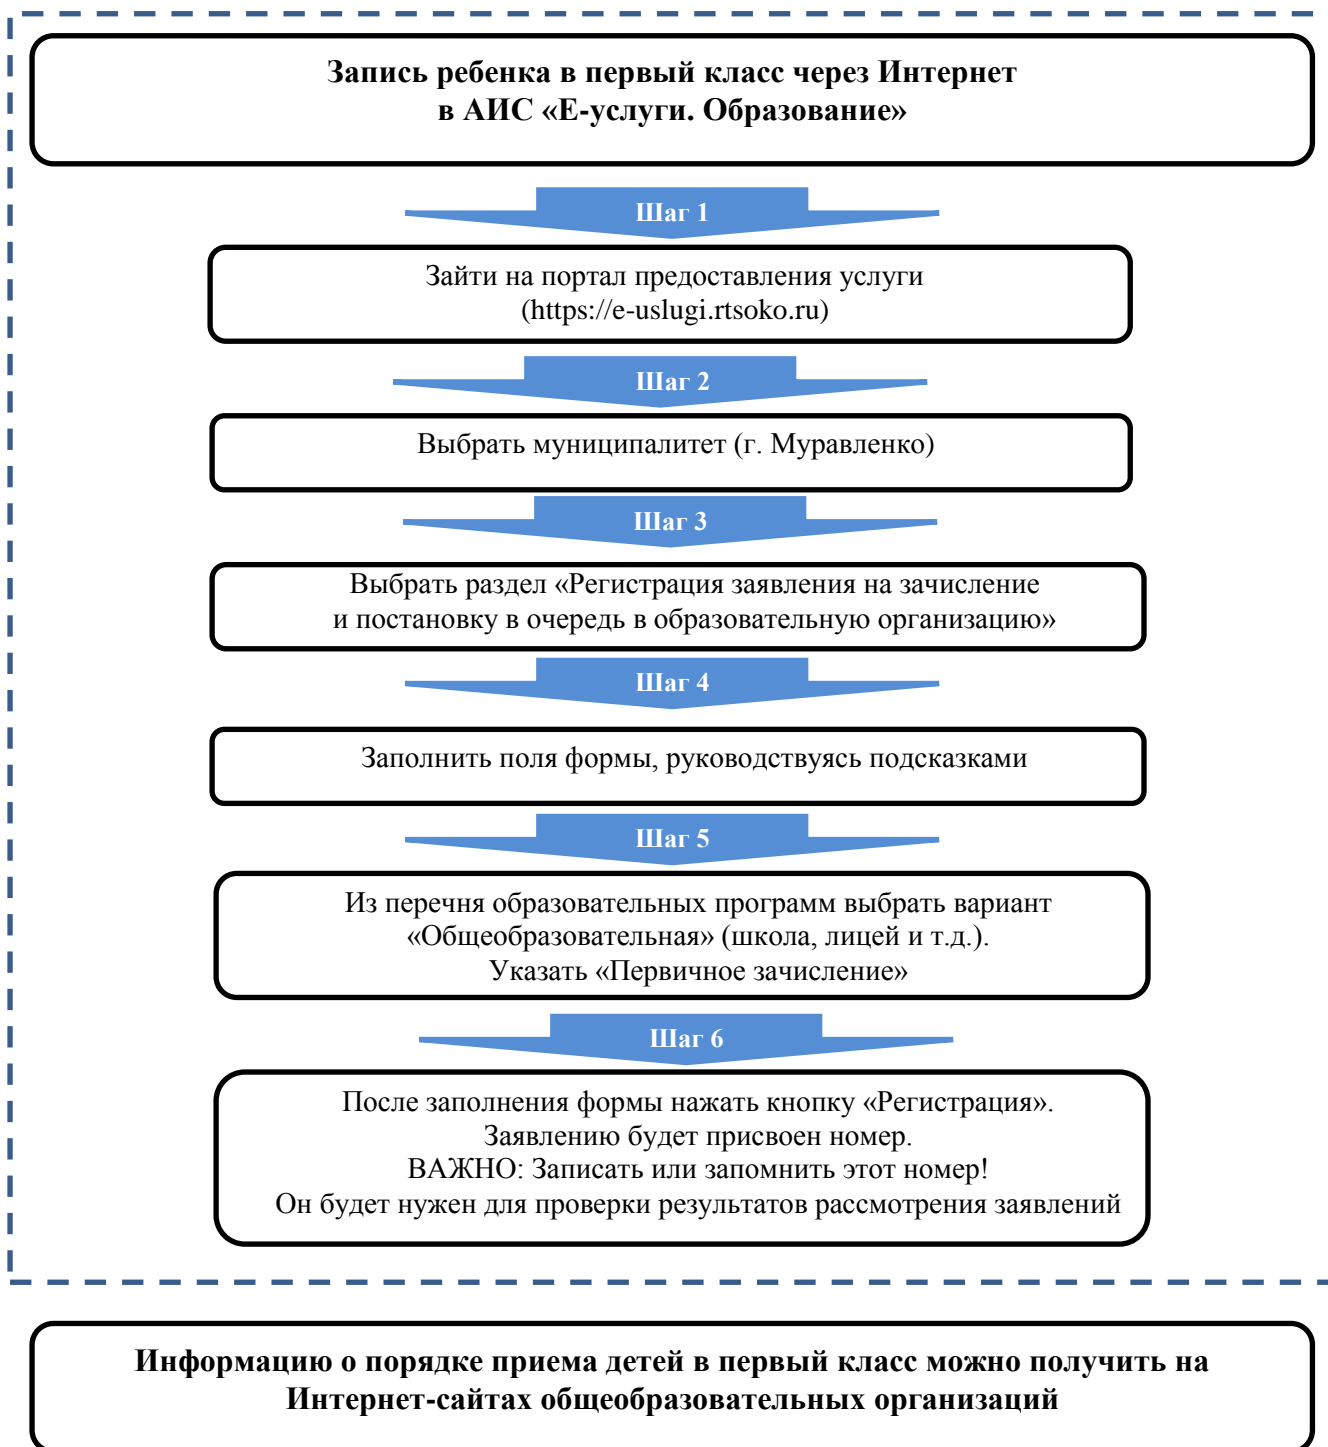 Запись ребенка в первый класс через Интернет
в АИС «Е-услуги. Образование»
Шаг 1
Зайти на портал предоставления услуги
(https://e-uslugi.rtsoko.ru)
Шаг 2
Выбрать муниципалитет (г. Муравленко)
Шаг 3
Выбрать раздел «Регистрация заявления на зачисление
и постановку в очередь в образовательную организацию»
Шаг 4
Заполнить поля формы, руководствуясь подсказками
Шаг 5
Из перечня образовательных программ выбрать вариант
«Общеобразовательная» (школа, лицей и т.д.).
Указать «Первичное зачисление»
Шаг 6
После заполнения формы нажать кнопку «Регистрация».
Заявлению будет присвоен номер.
ВАЖНО: Записать или запомнить этот номер!
Он будет нужен для проверки результатов рассмотрения заявлений
Информацию о порядке приема детей в первый класс можно получить на
Интернет-сайтах общеобразовательных организаций